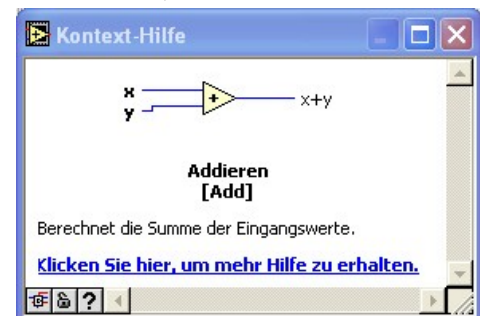 Kontext-Hilfe
x
+
x+y
y
Addieren
[Add]
Berechnet die Summe der Eingangswerte.
Klicken Sie hier, um mehr Hilfe zu erhalten.
?